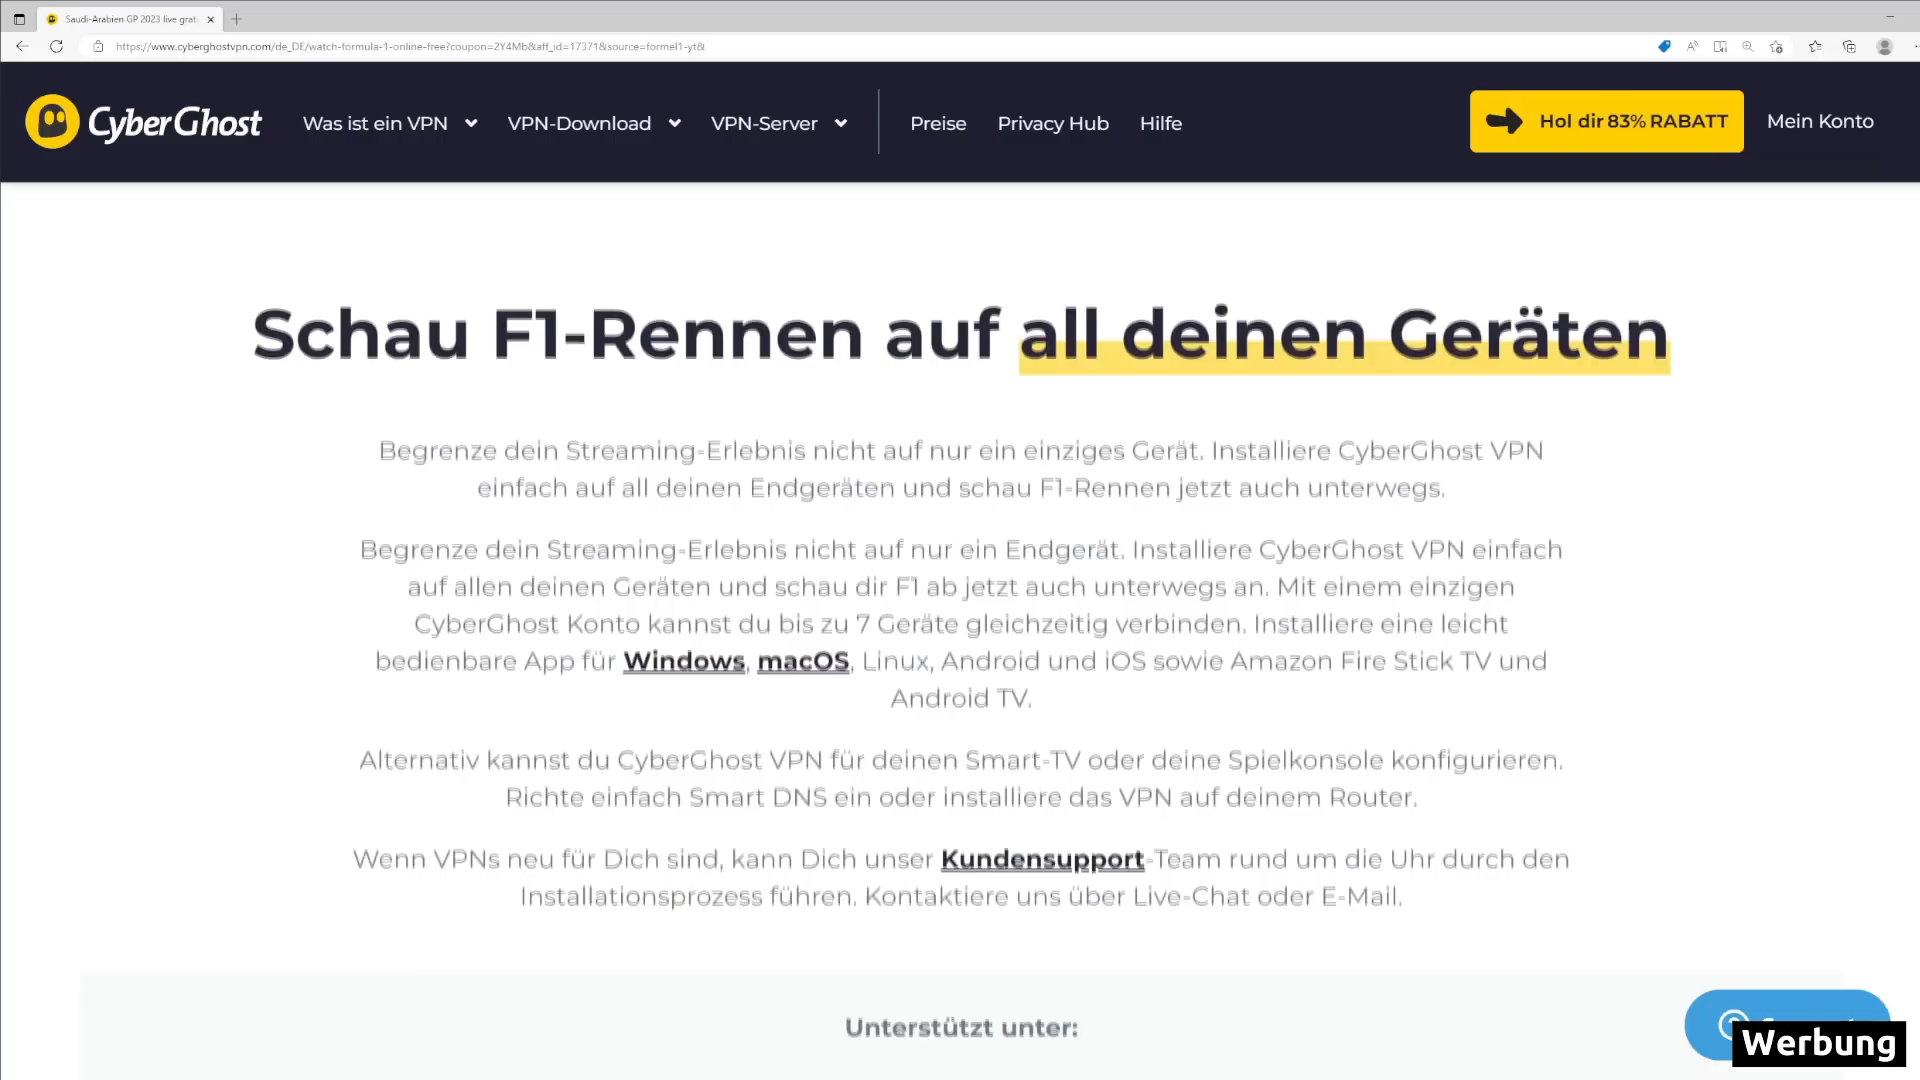 Saudi-Arabien GP 2023 live grat
https://www.cyberghostvpn.com/de_DE/watch-formula-1-online-free?coupon=2Y4Mb&aff_id=17371&source=formel1-yt&
CyberGhost
Was ist ein VPN
VPN-Download
VPN-Server
Preise
Privacy Hub
Hilfe
Hol dir 83% RABATT
Mein Konto
Schau F1-Rennen auf all deinen Geräten
Begrenze dein Streaming-Erlebnis nicht auf nur ein einziges Gerät. Installiere CyberGhost VPN
einfach auf all deinen Endgeräten und schau F1-Rennen jetzt auch unterwegs.
Begrenze dein Streaming-Erlebnis nicht auf nur ein Endgerät. Installiere CyberGhost VPN einfach
auf allen deinen Geräten und schau dir F1 ab jetzt auch unterwegs an. Mit einem einzigen
CyberGhost Konto kannst du bis zu 7 Geräte gleichzeitig verbinden. Installiere eine leicht
bedienbare App für Windows, macOS, Linux, Android und iOS sowie Amazon Fire Stick TV und
Android TV.
Alternativ kannst du CyberGhost VPN für deinen Smart-TV oder deine Spielkonsole konfigurieren.
Richte einfach Smart DNS ein oder installiere das VPN auf deinem Router.
Wenn VPNs neu für Dich sind, kann Dich unser Kundensupport-Team rund um die Uhr durch den
Installationsprozess führen. Kontaktiere uns über Live-Chat oder E-Mail.
Unterstützt unter:
Werbung